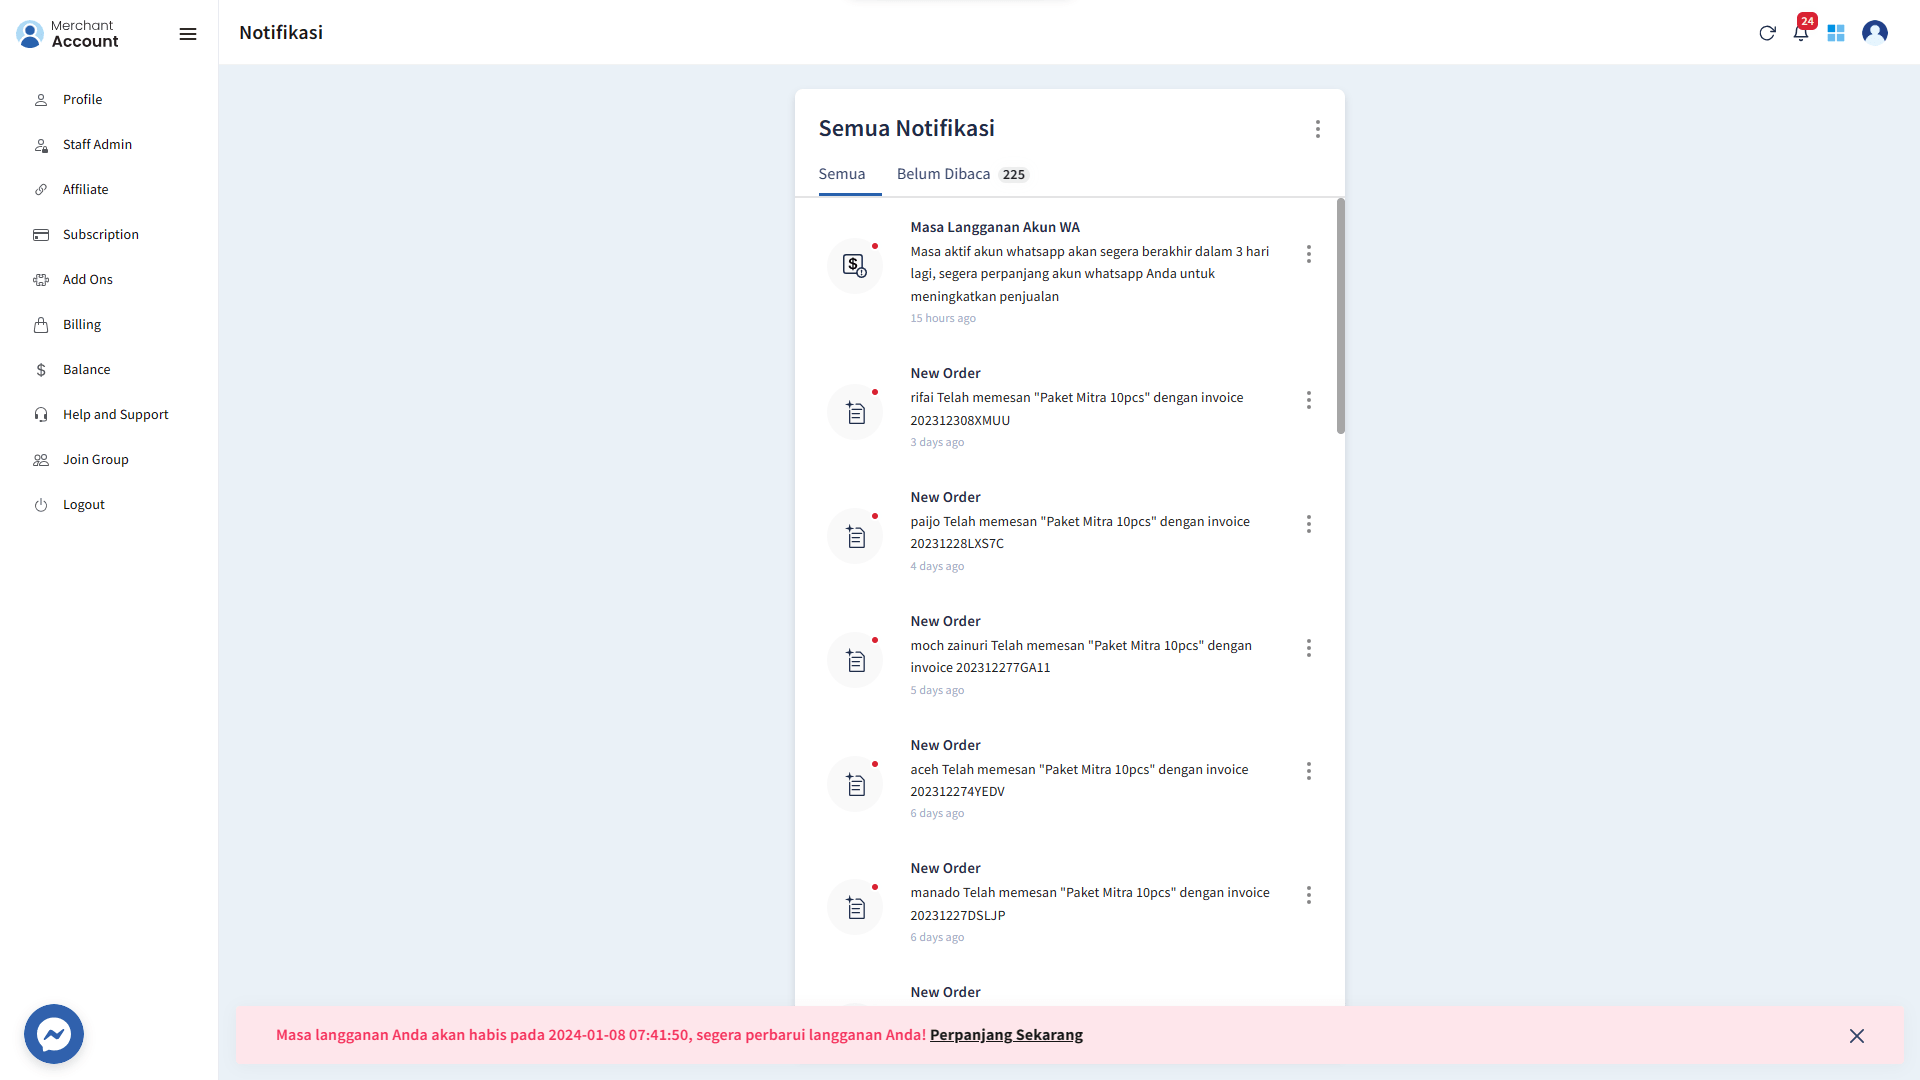 Merchant
Account
Notifikasi
24
Profile
Staff Admin
Affiliate
Subscription
Add Ons
Billing
Balance
Help and Support
Join Group
Logout
Semua Notifikasi
Semua
Belum Dibaca 225
Masa Langganan Akun WA
Masa aktif akun whatsapp akan segera berakhir dalam 3 hari
lagi, segera perpanjang akun whatsapp Anda untuk
meningkatkan penjualan
15 hours ago
New Order
rifai Telah memesan "Paket Mitra 10pcs" dengan invoice
202312308XMUU
3 days ago
New Order
paijo Telah memesan "Paket Mitra 10pcs" dengan invoice
20231228LXS7C
4 days ago
New Order
moch zainuri Telah memesan "Paket Mitra 10pcs" dengan
invoice 202312277GA11
5 days ago
New Order
aceh Telah memesan "Paket Mitra 10pcs" dengan invoice
202312274YEDV
6 days ago
New Order
manado Telah memesan "Paket Mitra 10pcs" dengan invoice
20231227DSLJP
6 days ago
New Order
Masa langganan Anda akan habis pada 2024-01-08 07:41:50, segera perbarui langganan Anda! Perpanjang Sekarang